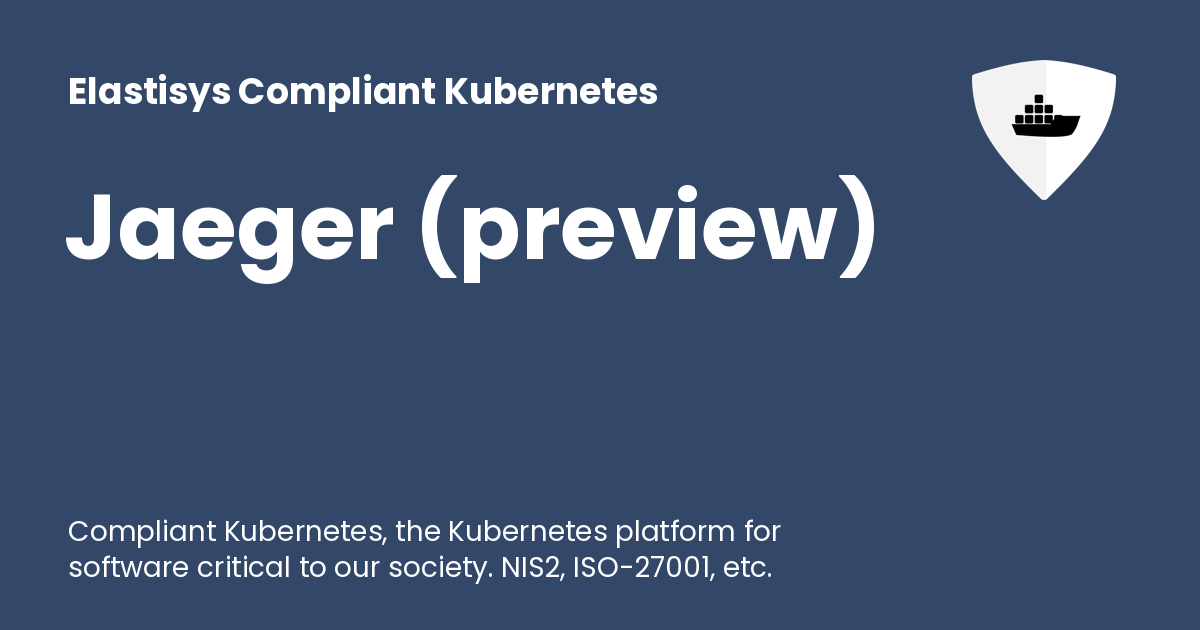 Elastisys Compliant Kubernetes
Jaeger (preview)
Compliant Kubernetes, the Kubernetes platform for
software critical to our society. NIS2, ISO-27001, etc.